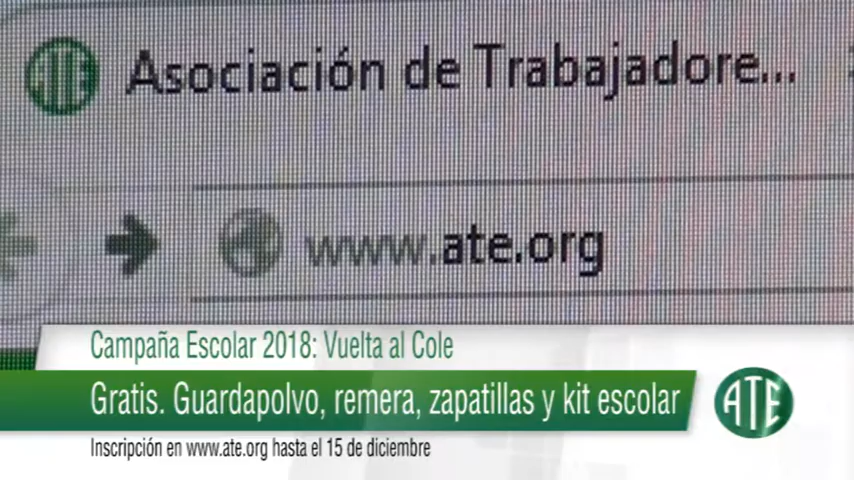 ATE Asociación de Trabajadore...
www.ate.org
Campaña Escolar 2018: Vuelta al Cole
Gratis. Guardapolvo, remera, zapatillas y kit escolar
ATE
Inscripción en www.ate.org hasta el 15 de diciembre